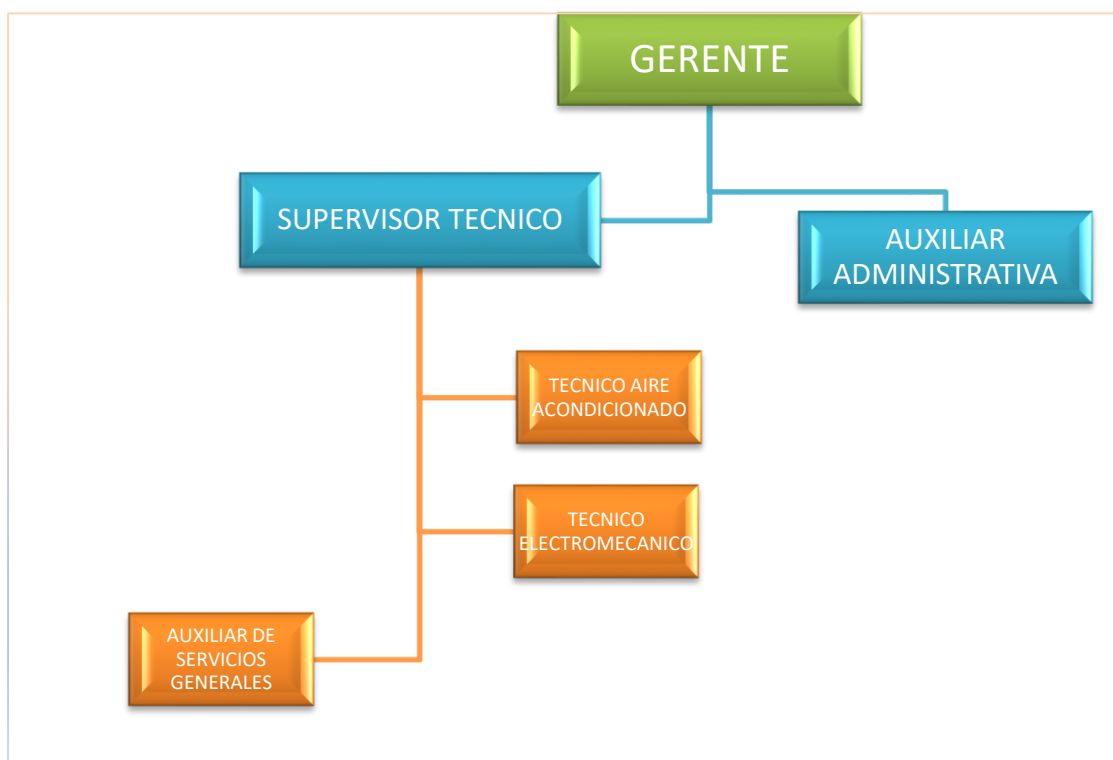 GERENTE
SUPERVISOR TECNICO
AUXILIAR
ADMINISTRATIVA
TECNICO AIRE
ACONDICIONADO
TECNICO
ELECTROMECANICO
AUXILIAR DE
SERVICIOS
GENERALES